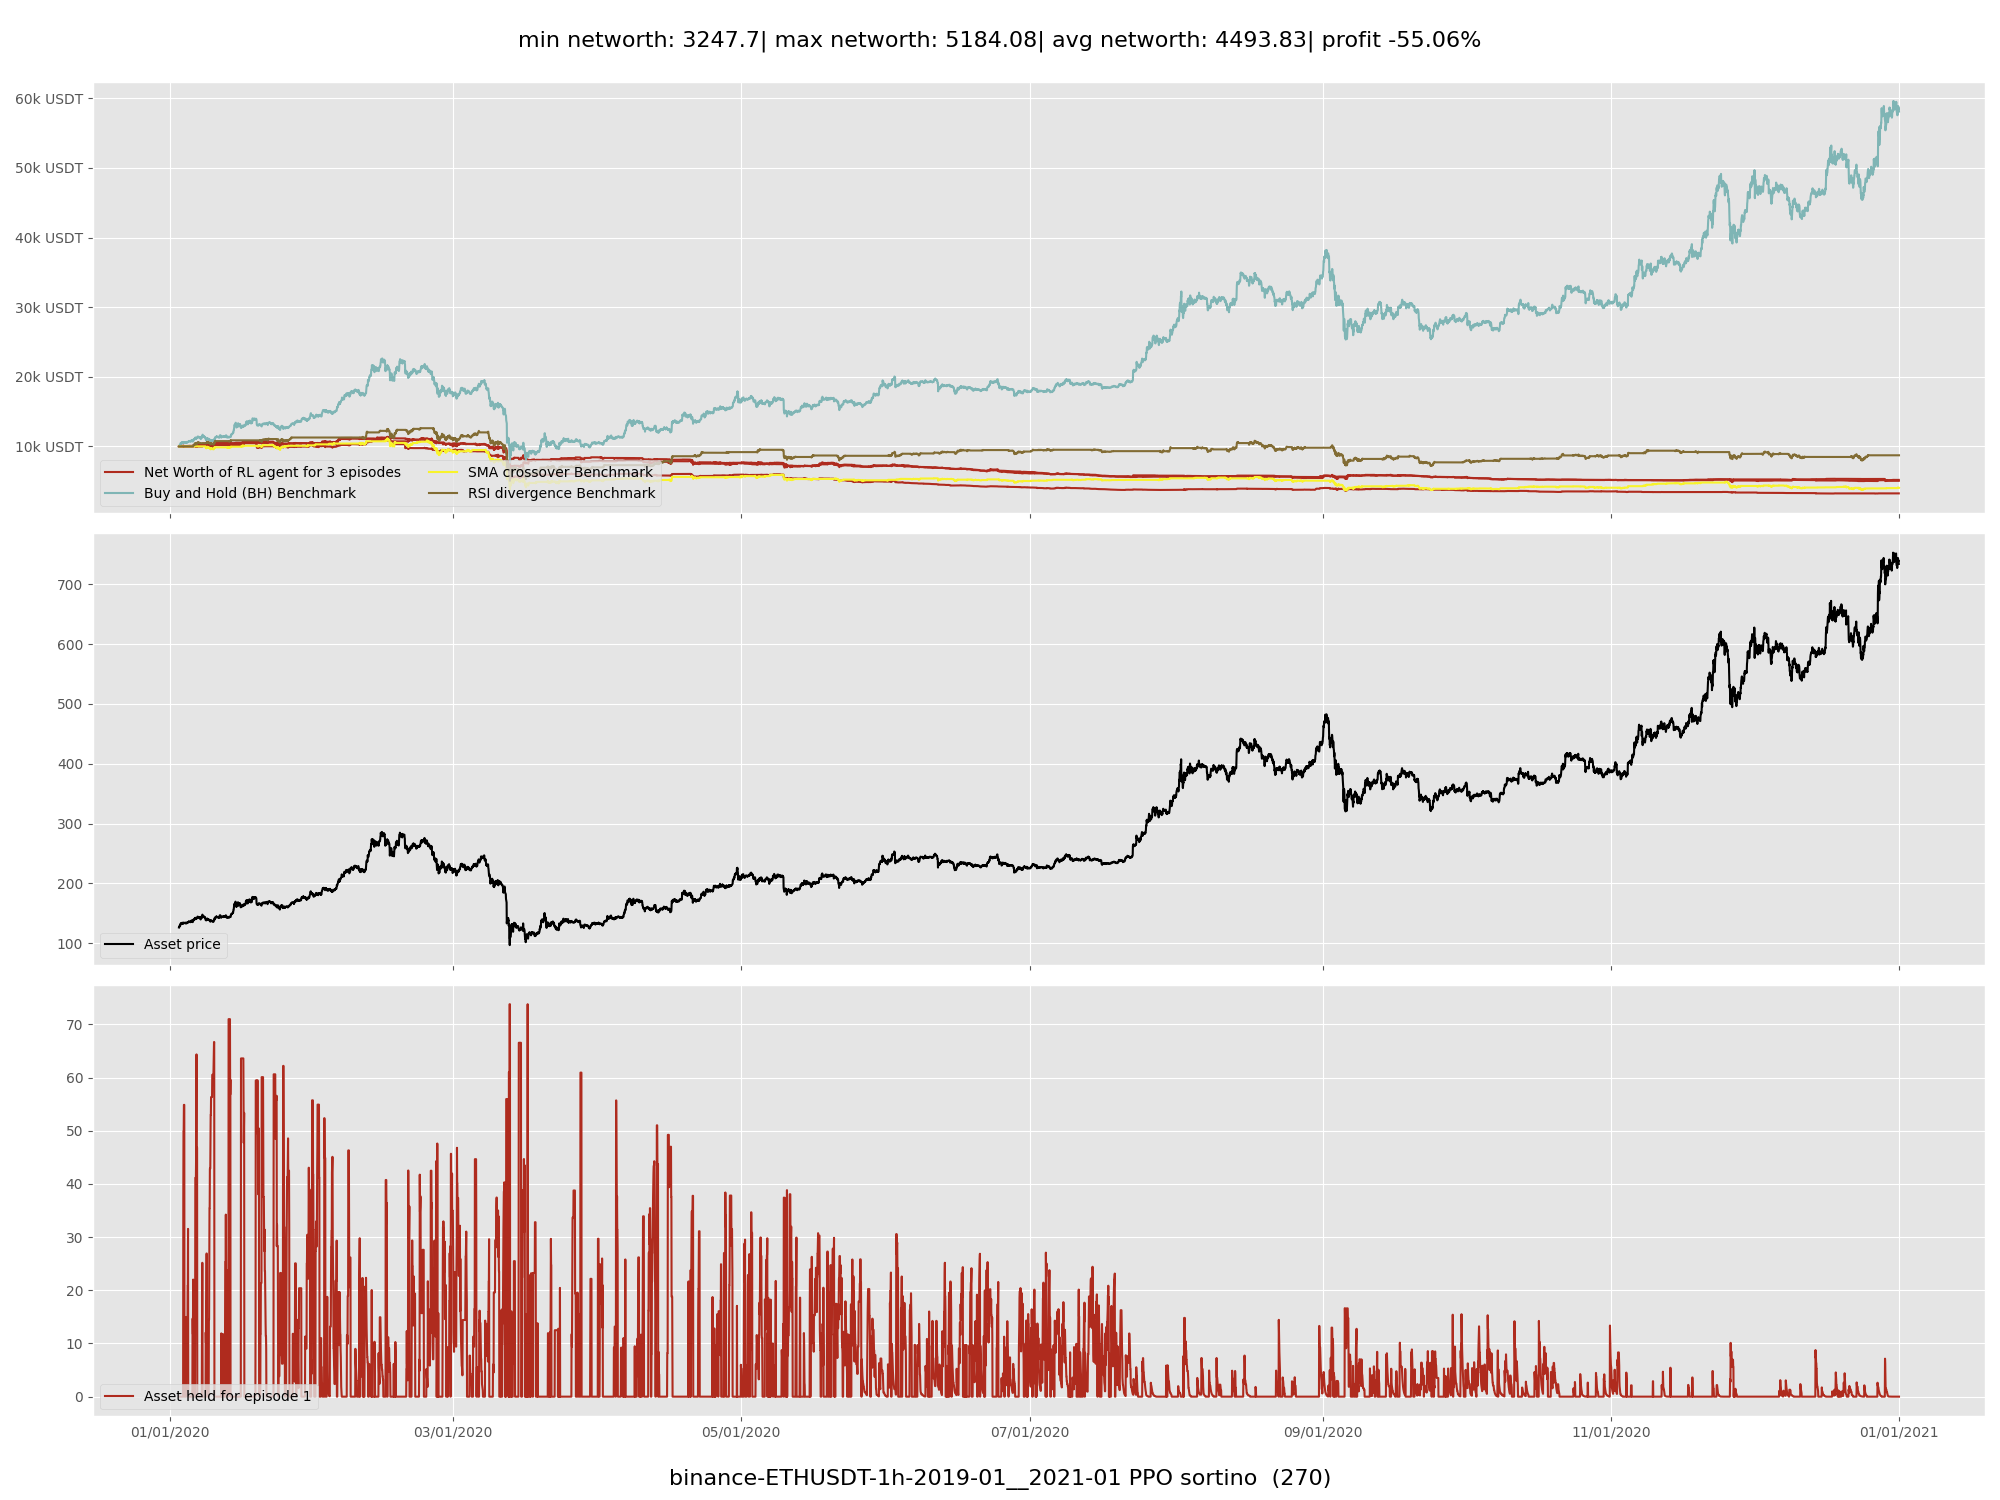 min networth: 3247.7| max networth: 5184.08| avg networth: 4493.83| profit -55.06%
60k USDT
50k USDT
40k USDT
30k USDT
20k USDT
10k USDT
Net Worth of RL agent for 3 episodes
Buy and Hold (BH) Benchmark
SMA crossover Benchmark
RSI divergence Benchmark
700
600
500
400
300
200
100
Asset price
70
60
50
40
30
20
10
0
Asset held for episode 1
01/01/2020
03/01/2020
05/01/2020
07/01/2020
09/01/2020
11/01/2020
01/01/2021
binance-ETHUSDT-1h-2019-01__2021-01 PPO sortino  (270)